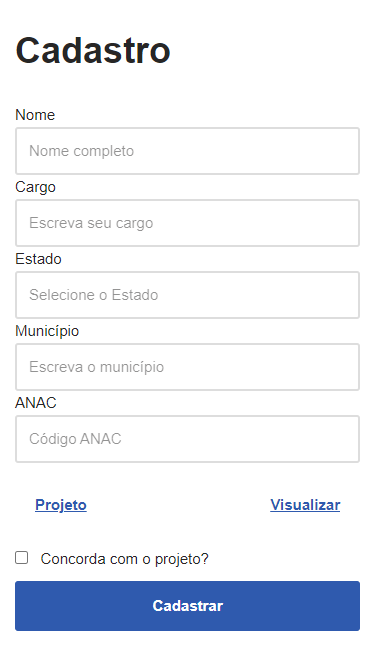 Cadastro
Nome
Nome completo
Cargo
Escreva seu cargo
Estado
Selecione o Estado
Município
Escreva o município
ANAC
Código ANAC
Projeto Visualizar
Concorda com o projeto?
Cadastrar